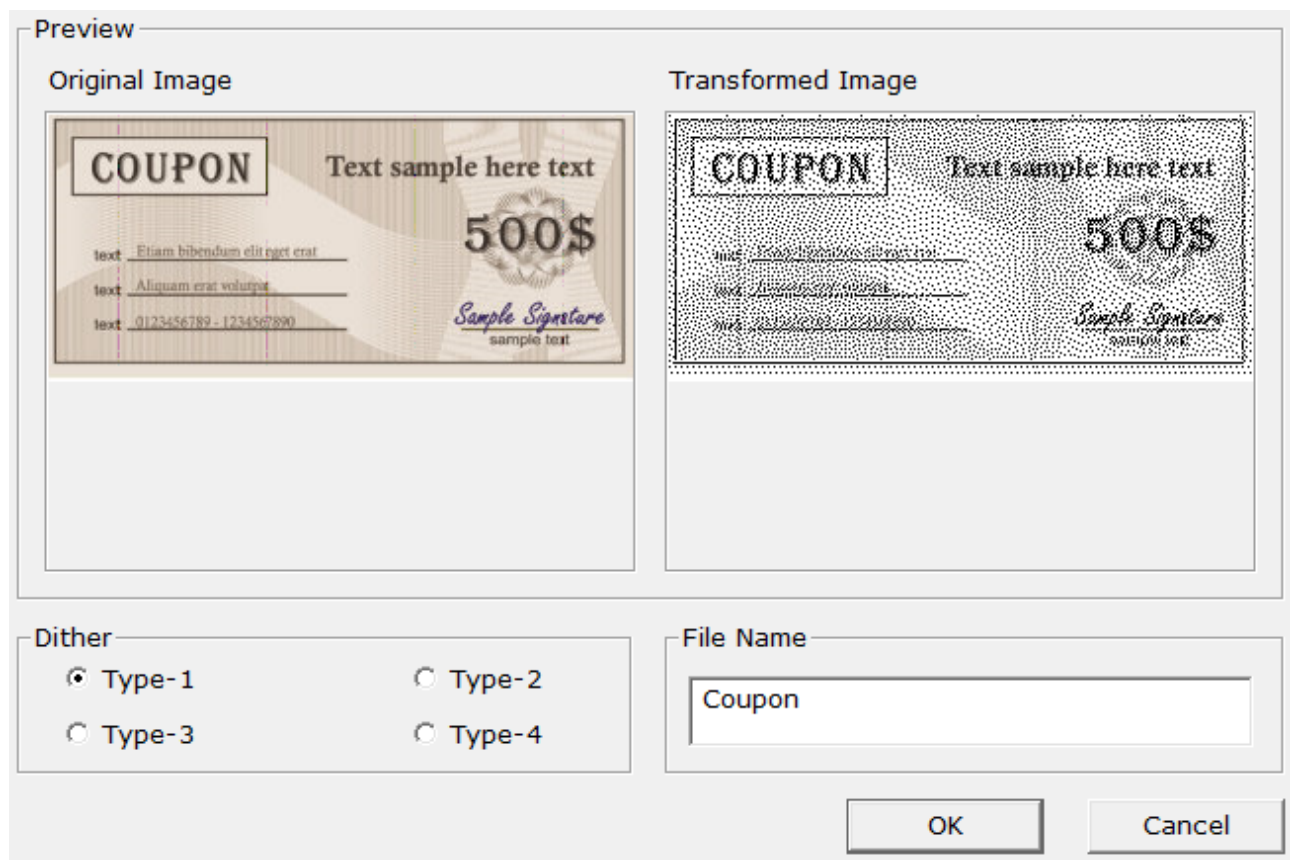 Preview
Original Image
Transformed Image
COUPON
Text sample here text
500$
text Etiam bibendum elit eget erat
text Aliquam erat volutpat
text 0123456789 - 1234567890
Sample Signature
sample text
COUPON
Text sample here text
500$
Sample Signature
Dither
Type-1
Type-2
Type-3
Type-4
File Name
Coupon
OK
Cancel